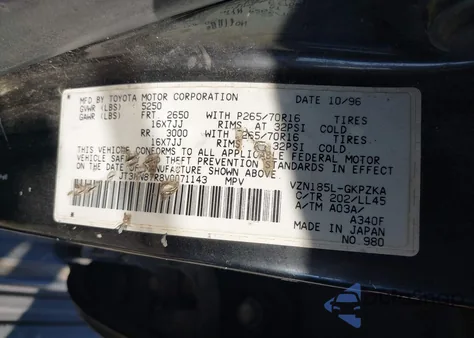 MFD BY TOYOTA MOTOR CORPORATION DATE 10/96
GVWR (LBS) 5250
GAWR (LBS) FRT 2650 WITH P265/70R16 TIRES
16X7JJ RIMS AT 32PSI COLD
RR 3000 WITH P265/70R16 TIRES
16X7JJ RIMS AT 32PSI COLD
THIS VEHICLE CONFORMS TO ALL APPLICABLE FEDERAL MOTOR
VEHICLE SAFETY THEFT PREVENTION STANDARDS IN EFFECT
ON DATE MANUFACTURE SHOWN ABOVE.
MPV VZN185L-GKPZKA
C/TR 202/LL45
A/TM A03A/
A340F
MADE IN
JAPAN
NO. 980